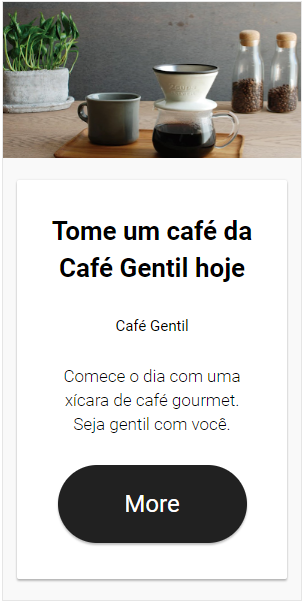 Tome um café da
Café Gentil hoje
Café Gentil
Comece o dia com uma
xícara de café gourmet.
Seja gentil com você.
More